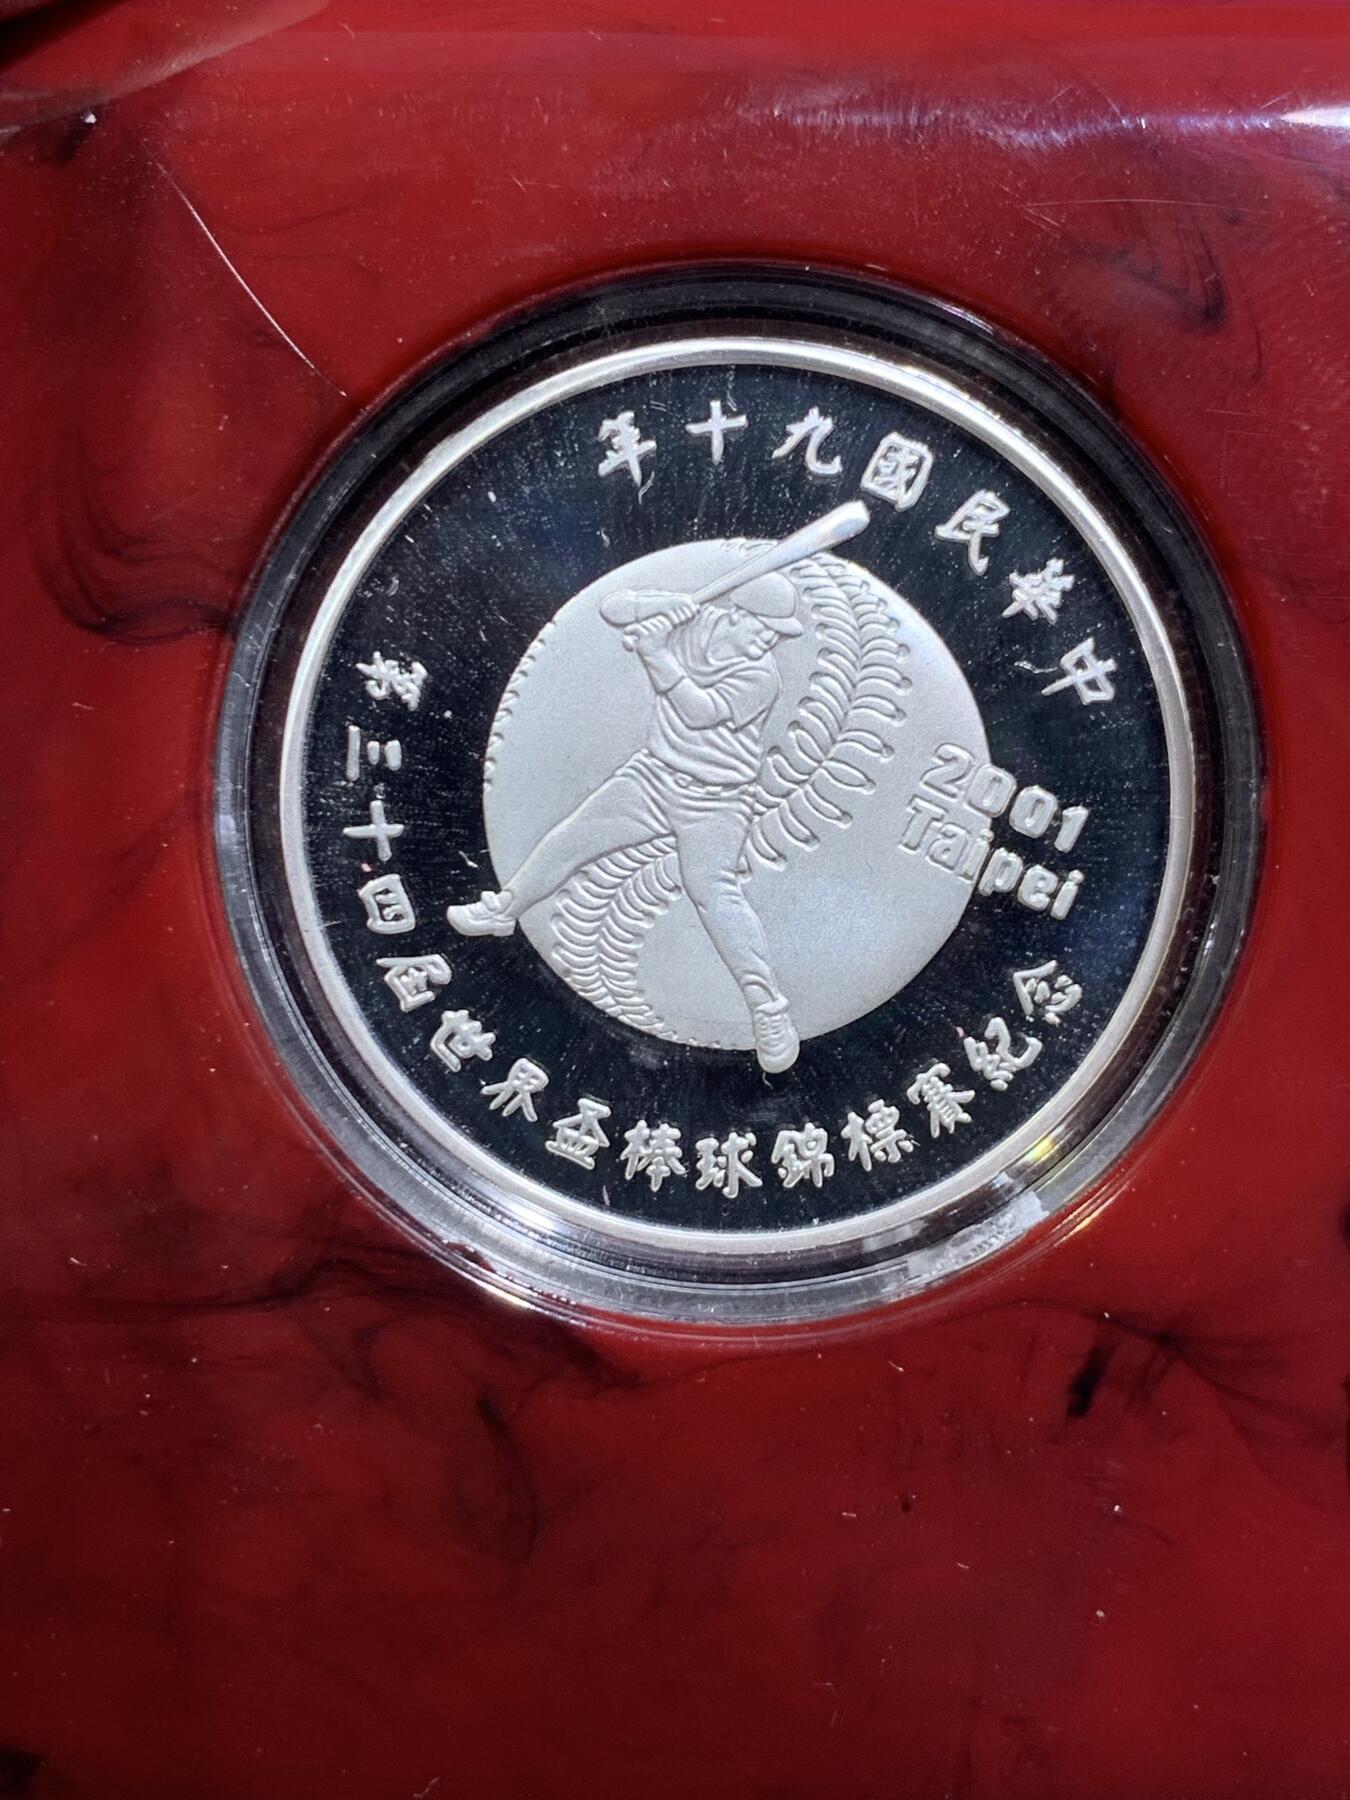 中華民國九十年
2001
Taipei
第三十四屆世界盃棒球錦標賽紀念